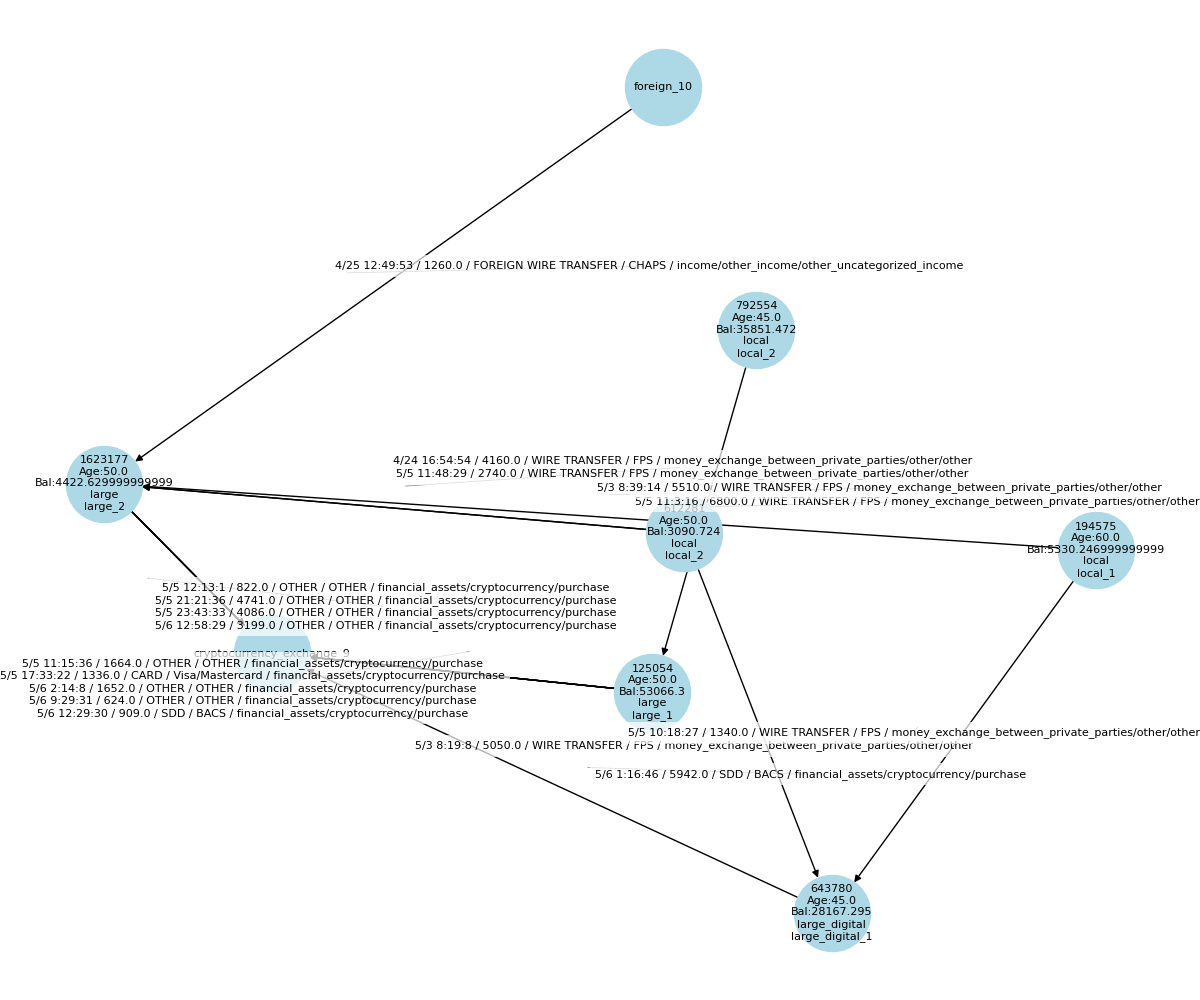 foreign_10
4/25 12:49:53 / 1260.0 / FOREIGN WIRE TRANSFER / CHAPS / income/other_income/other_uncategorized_income
792554
Age:45.0
Bal:35851.472
local
local_2
4/24 16:54:54 / 4160.0 / WIRE TRANSFER / FPS / money_exchange_between_private_parties/other/other
5/5 11:48:29 / 2740.0 / WIRE TRANSFER / FPS / money_exchange_between_private_parties/other/other
5/3 8:39:14 / 5510.0 / WIRE TRANSFER / FPS / money_exchange_between_private_parties/other/other
5/5 11:3:16 / 6800.0 / WIRE TRANSFER / FPS / money_exchange_between_private_parties/other/other
1623177
Age:50.0
Bal:4422.629999999999
large
large_2
Age:50.0
Bal:3090.724
local
local_2
194575
Age:60.0
Bal:5330.246999999999
local
local_1
5/5 12:13:1 / 822.0 / OTHER / OTHER / financial_assets/cryptocurrency/purchase
5/5 21:21:36 / 4741.0 / OTHER / OTHER / financial_assets/cryptocurrency/purchase
5/5 23:43:33 / 4086.0 / OTHER / OTHER / financial_assets/cryptocurrency/purchase
5/6 12:58:29 / 3199.0 / OTHER / OTHER / financial_assets/cryptocurrency/purchase
cryptocurrency_exchange_9
5/5 11:15:36 / 1664.0 / OTHER / OTHER / financial_assets/cryptocurrency/purchase
5/5 17:33:22 / 1336.0 / CARD / Visa/Mastercard / financial_assets/cryptocurrency/purchase
5/6 2:14:8 / 1652.0 / OTHER / OTHER / financial_assets/cryptocurrency/purchase
5/6 9:29:31 / 624.0 / OTHER / OTHER / financial_assets/cryptocurrency/purchase
5/6 12:29:30 / 909.0 / SDD / BACS / financial_assets/cryptocurrency/purchase
125054
Age:50.0
Bal:53066.3
large
large_1
5/5 10:18:27 / 1340.0 / WIRE TRANSFER / FPS / money_exchange_between_private_parties/other/other
5/3 8:19:8 / 5050.0 / WIRE TRANSFER / FPS / money_exchange_between_private_parties/other/other
5/6 1:16:46 / 5942.0 / SDD / BACS / financial_assets/cryptocurrency/purchase
643780
Age:45.0
Bal:28167.295
large_digital
large_digital_1